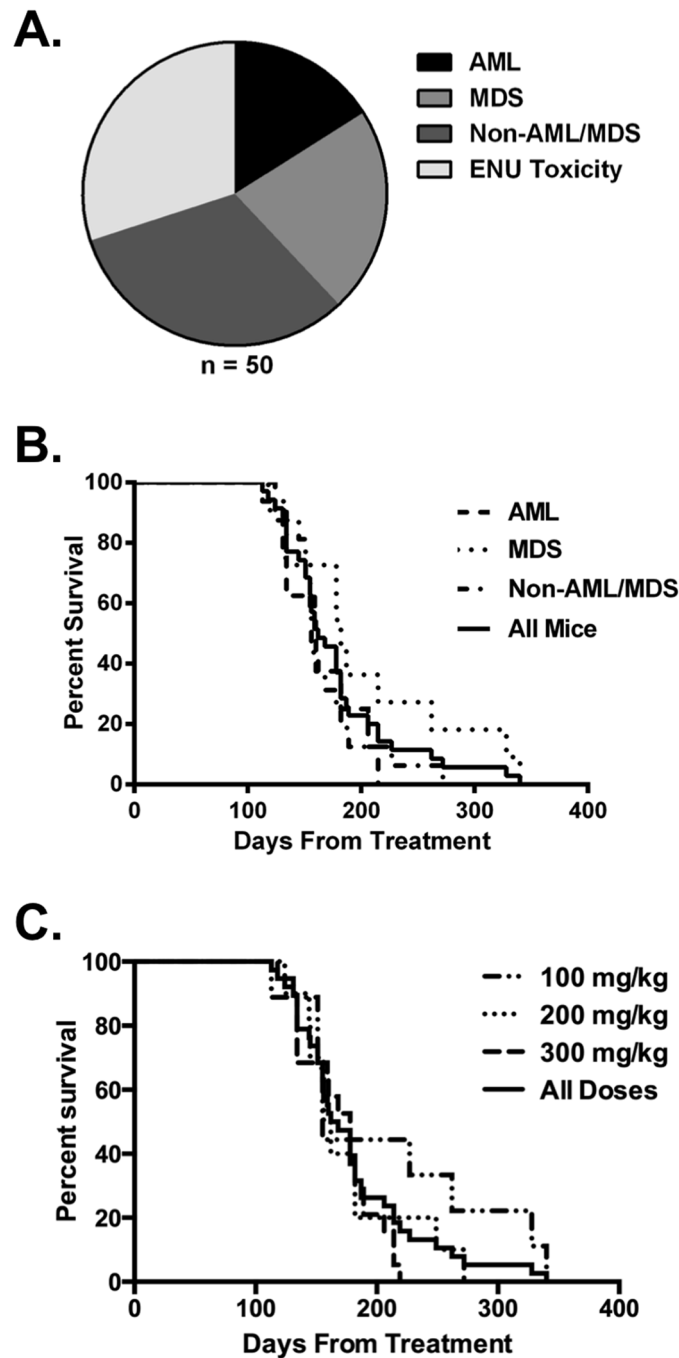 A.
AML
MDS
Non-AML/MDS
ENU Toxicity
n = 50
B.
Percent Survival
100
80
60
40
20
0
0 100 200 300 400
Days From Treatment
AML
MDS
Non-AML/MDS
All Mice
C.
Percent survival
100
80
60
40
20
0
0 100 200 300 400
Days From Treatment
100 mg/kg
200 mg/kg
300 mg/kg
All Doses